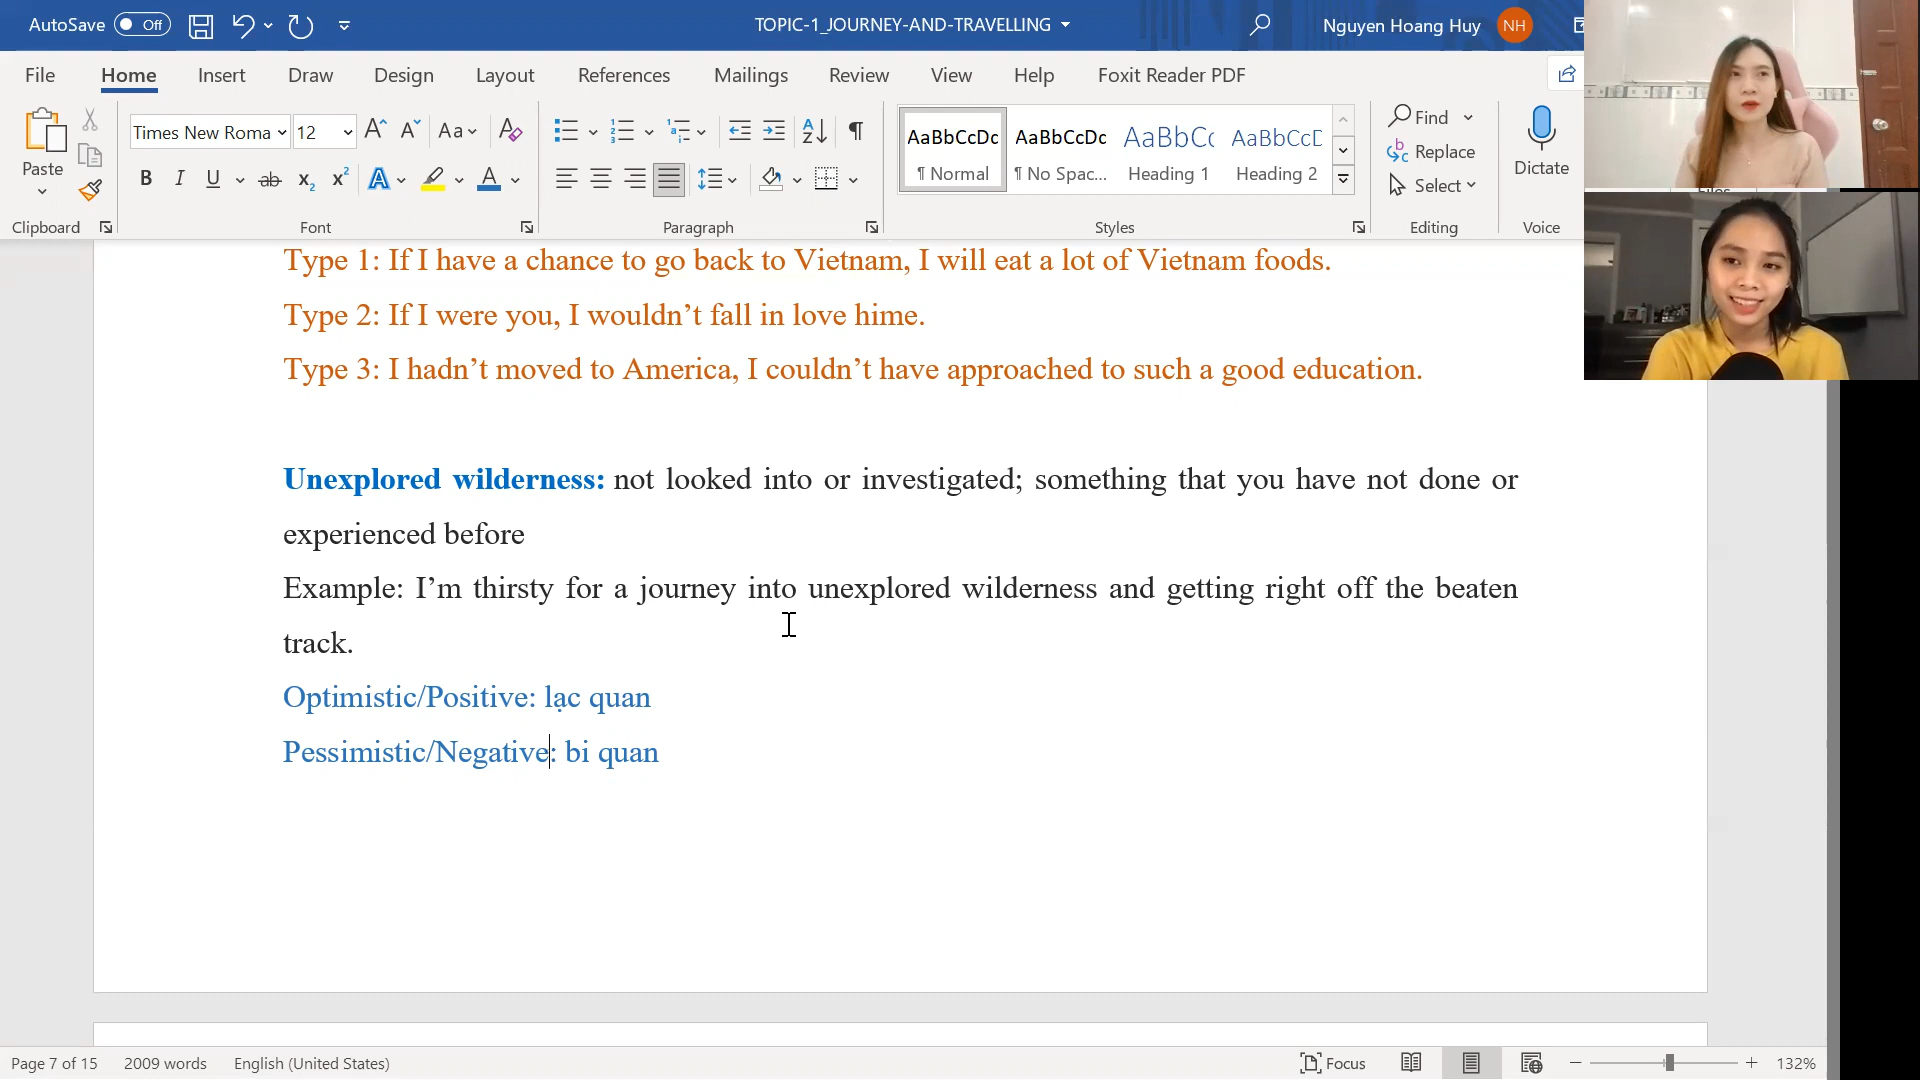 AutoSave Off TOPIC-1_JOURNEY-AND-TRAVELLING Nguyen Hoang Huy NH
File Home Insert Draw Design Layout References Mailings Review View Help Foxit Reader PDF
Times New Roma 12 Aa AaBbCcDc AaBbCcDc AaBbCc AaBbCcD Find
Paste Replace Dictate
B I U ab x₂ x² A A ¶ Normal ¶ No Spac... Heading 1 Heading 2 Select
Clipboard Font Paragraph Styles Editing Voice
Type 1: If I have a chance to go back to Vietnam, I will eat a lot of Vietnam foods.
Type 2: If I were you, I wouldn’t fall in love hime.
Type 3: I hadn’t moved to America, I couldn’t have approached to such a good education.
Unexplored wilderness: not looked into or investigated; something that you have not done or
experienced before
Example: I’m thirsty for a journey into unexplored wilderness and getting right off the beaten
track.
Optimistic/Positive: lạc quan
Pessimistic/Negative: bi quan
Page 7 of 15 2009 words English (United States) Focus 132%